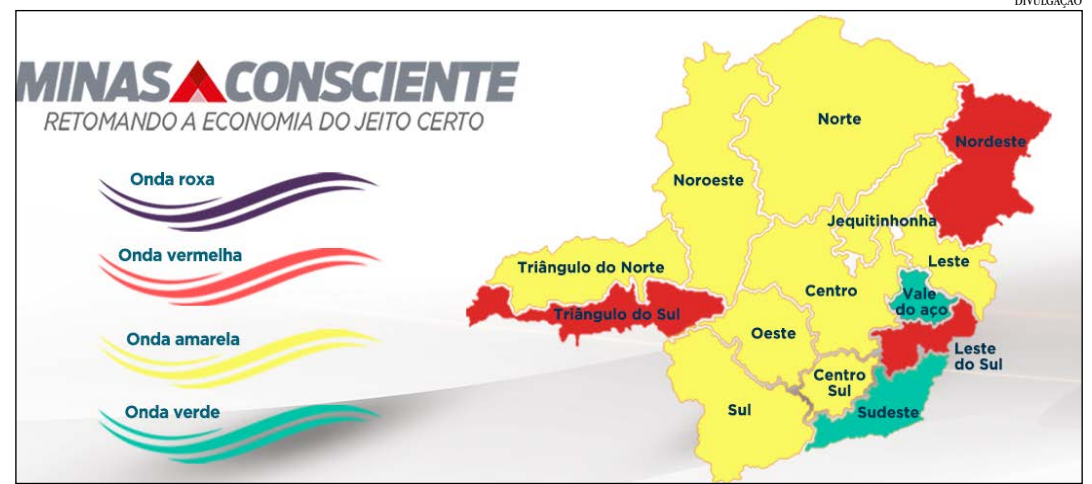 DIVULGAÇÃO
MINAS CONSCIENTE
RETOMANDO A ECONOMIA DO JEITO CERTO
Onda roxa
Onda vermelha
Onda amarela
Onda verde
Norte
Nordeste
Noroeste
Jequitinhonha
Leste
Triângulo do Norte
Centro
Vale
do aço
Triângulo do Sul
Oeste
Leste
do Sul
Centro
Sul
Sul
Sudeste